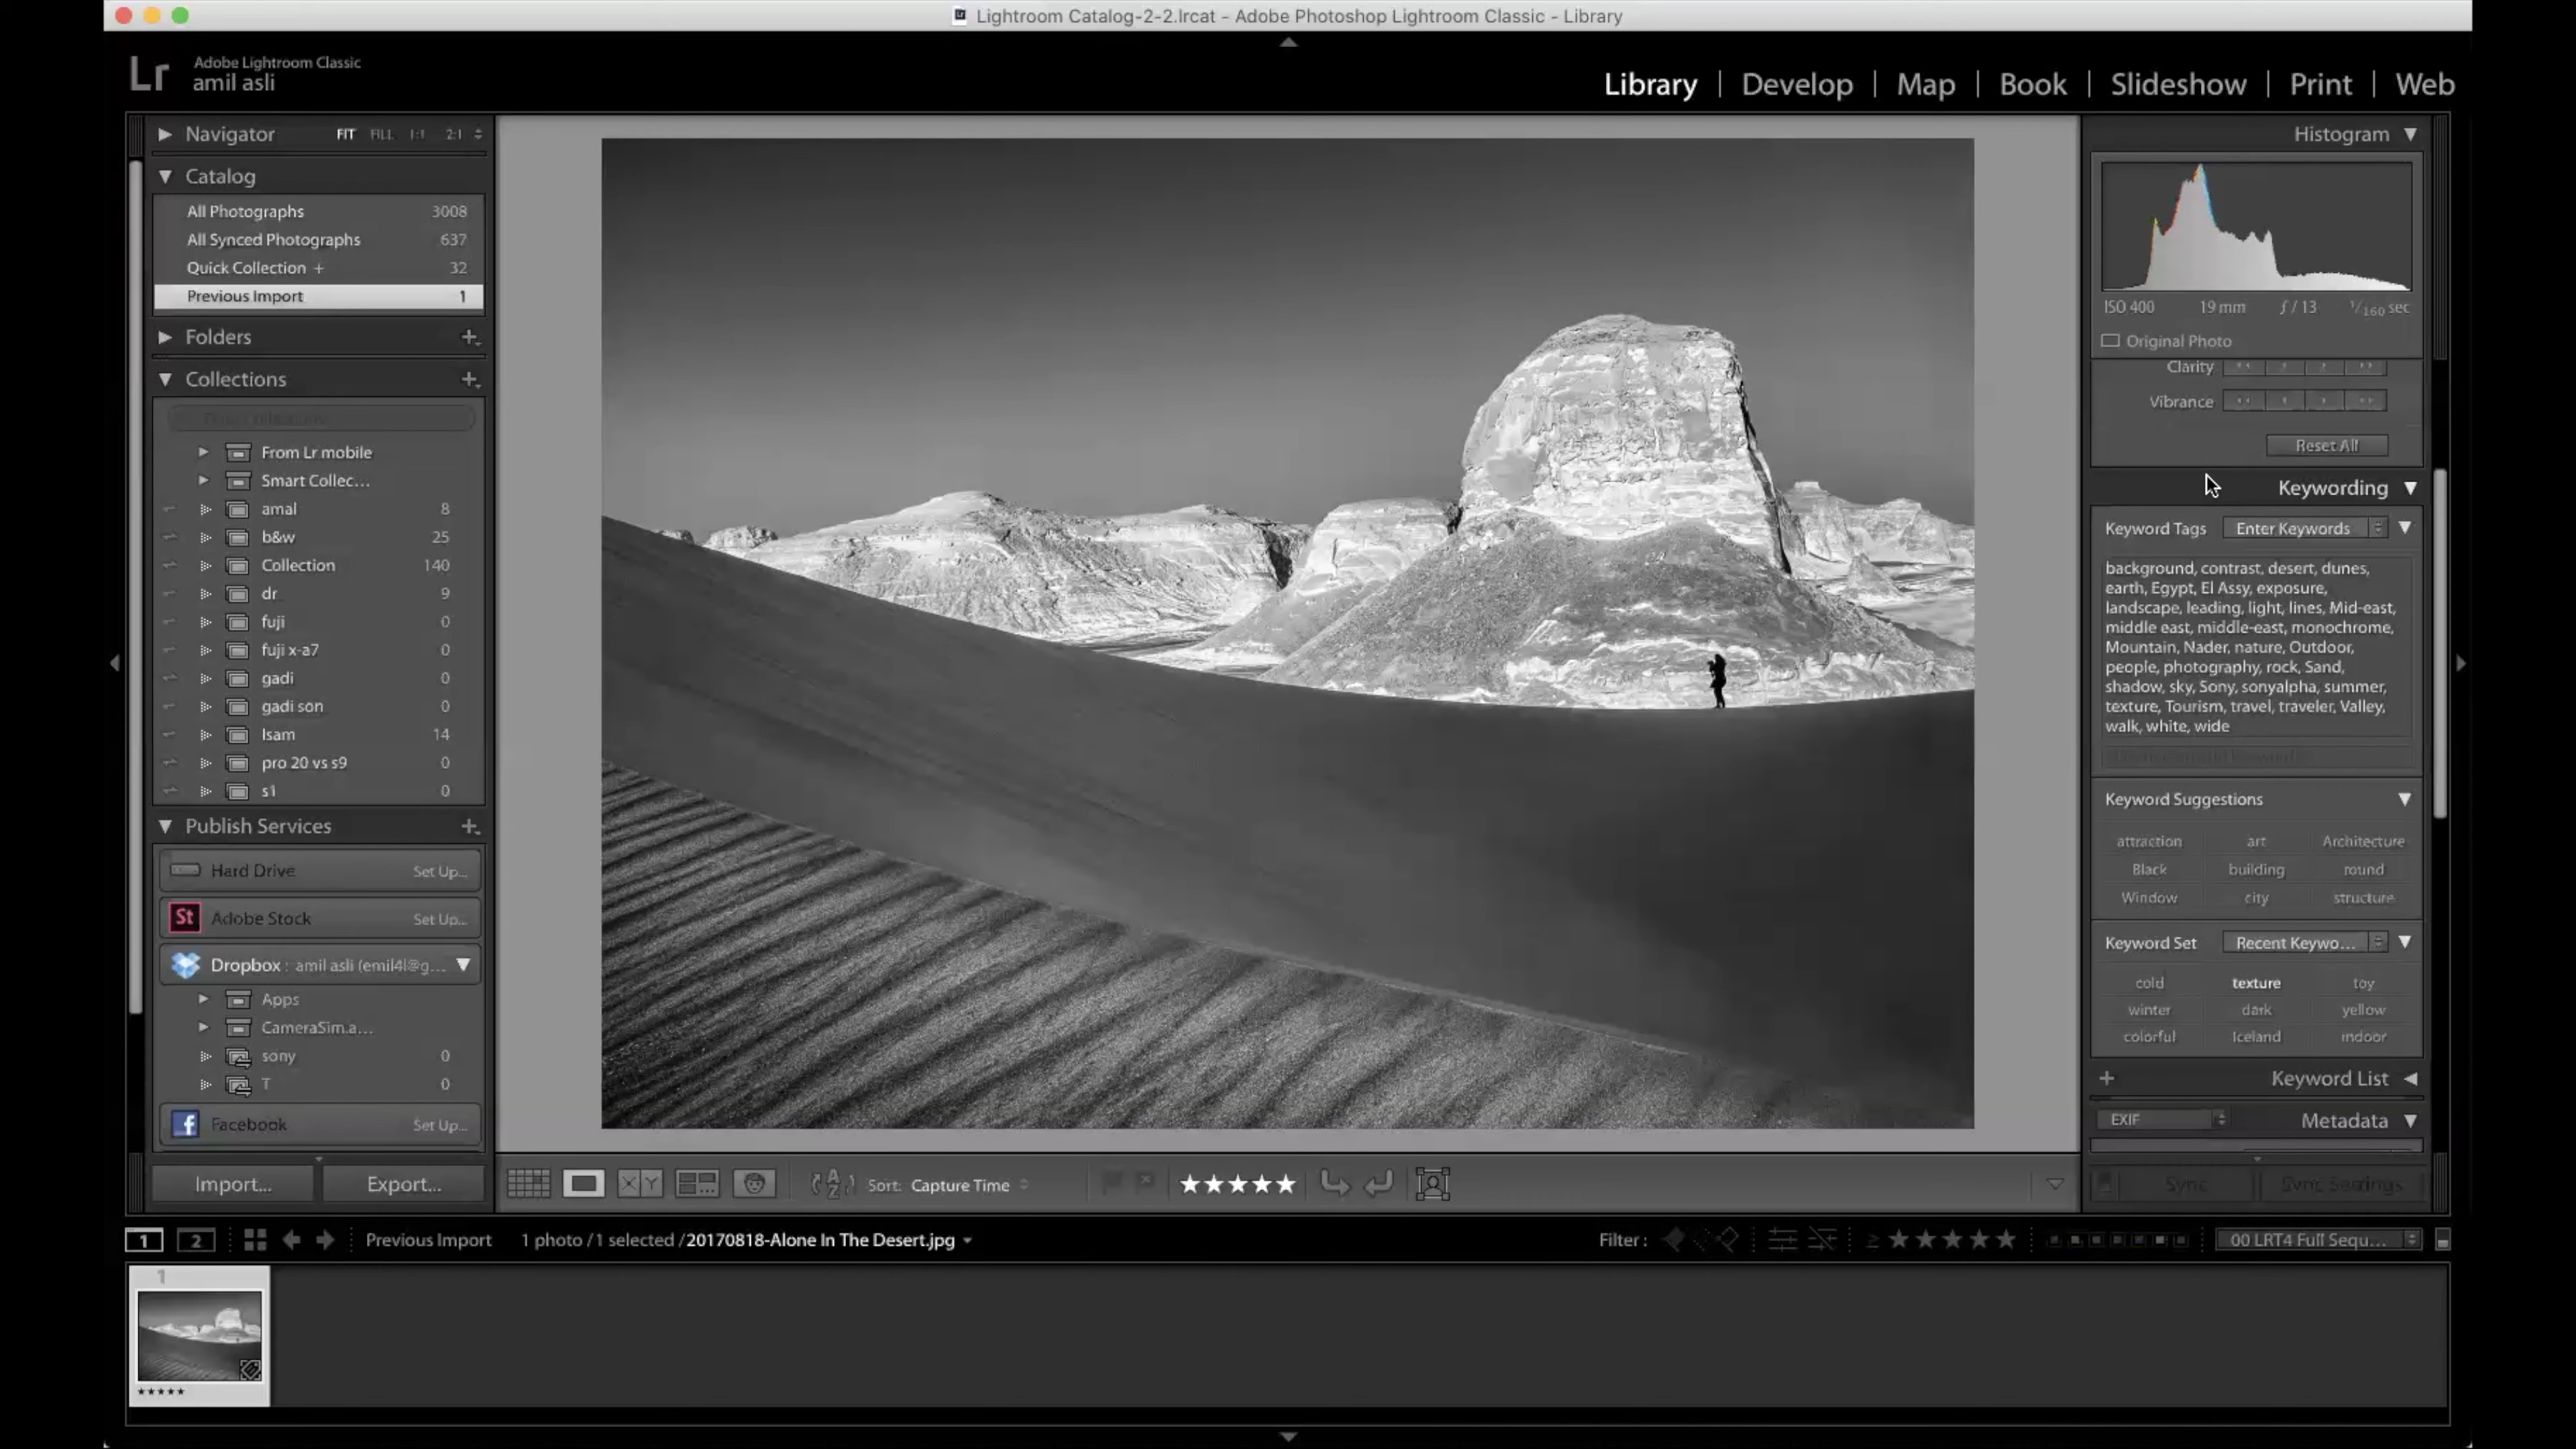 Lightroom Catalog-2-2.lrcat - Adobe Photoshop Lightroom Classic - Library
Lr
Adobe Lightroom Classic
amil asli
Library | Develop | Map | Book | Slideshow | Print | Web
Navigator FIT FILL 1:1 2:1
Catalog
All Photographs 3008
All Synced Photographs 637
Quick Collection + 32
Previous Import 1
Folders
Collections
From Lr mobile
Smart Collec...
amal 8
b&w 25
Collection 140
dr 9
fuji 0
fuji x-a7 0
gadi 0
gadi son 0
Isam 14
pro 20 vs s9 0
s1 0
Publish Services
Hard Drive Set Up...
St Adobe Stock Set Up...
Dropbox : amil asli (emil4l@g...
Apps
CameraSim.a...
sony 0
T 0
f Facebook Set Up...
Import... Export...
XY
Sort: Capture Time
Histogram
ISO 400 19 mm ƒ / 13 1/160 sec
Original Photo
Clarity
Vibrance
Reset All
Keywording
Keyword Tags Enter Keywords
background, contrast, desert, dunes,
earth, Egypt, El Assy, exposure,
landscape, leading, light, lines, Mid-east,
middle east, middle-east, monochrome,
Mountain, Nader, nature, Outdoor,
people, photography, rock, Sand,
shadow, sky, Sony, sonyalpha, summer,
texture, Tourism, travel, traveler, Valley,
walk, white, wide
Keyword Suggestions
attraction art Architecture
Black building round
Window city structure
Keyword Set Recent Keywo...
cold texture toy
winter dark yellow
colorful Iceland indoor
+ Keyword List
EXIF Metadata
Sync Sync Settings
1 2 Previous Import 1 photo / 1 selected / 20170818-Alone In The Desert.jpg
Filter : 00 LRT4 Full Sequ...
1